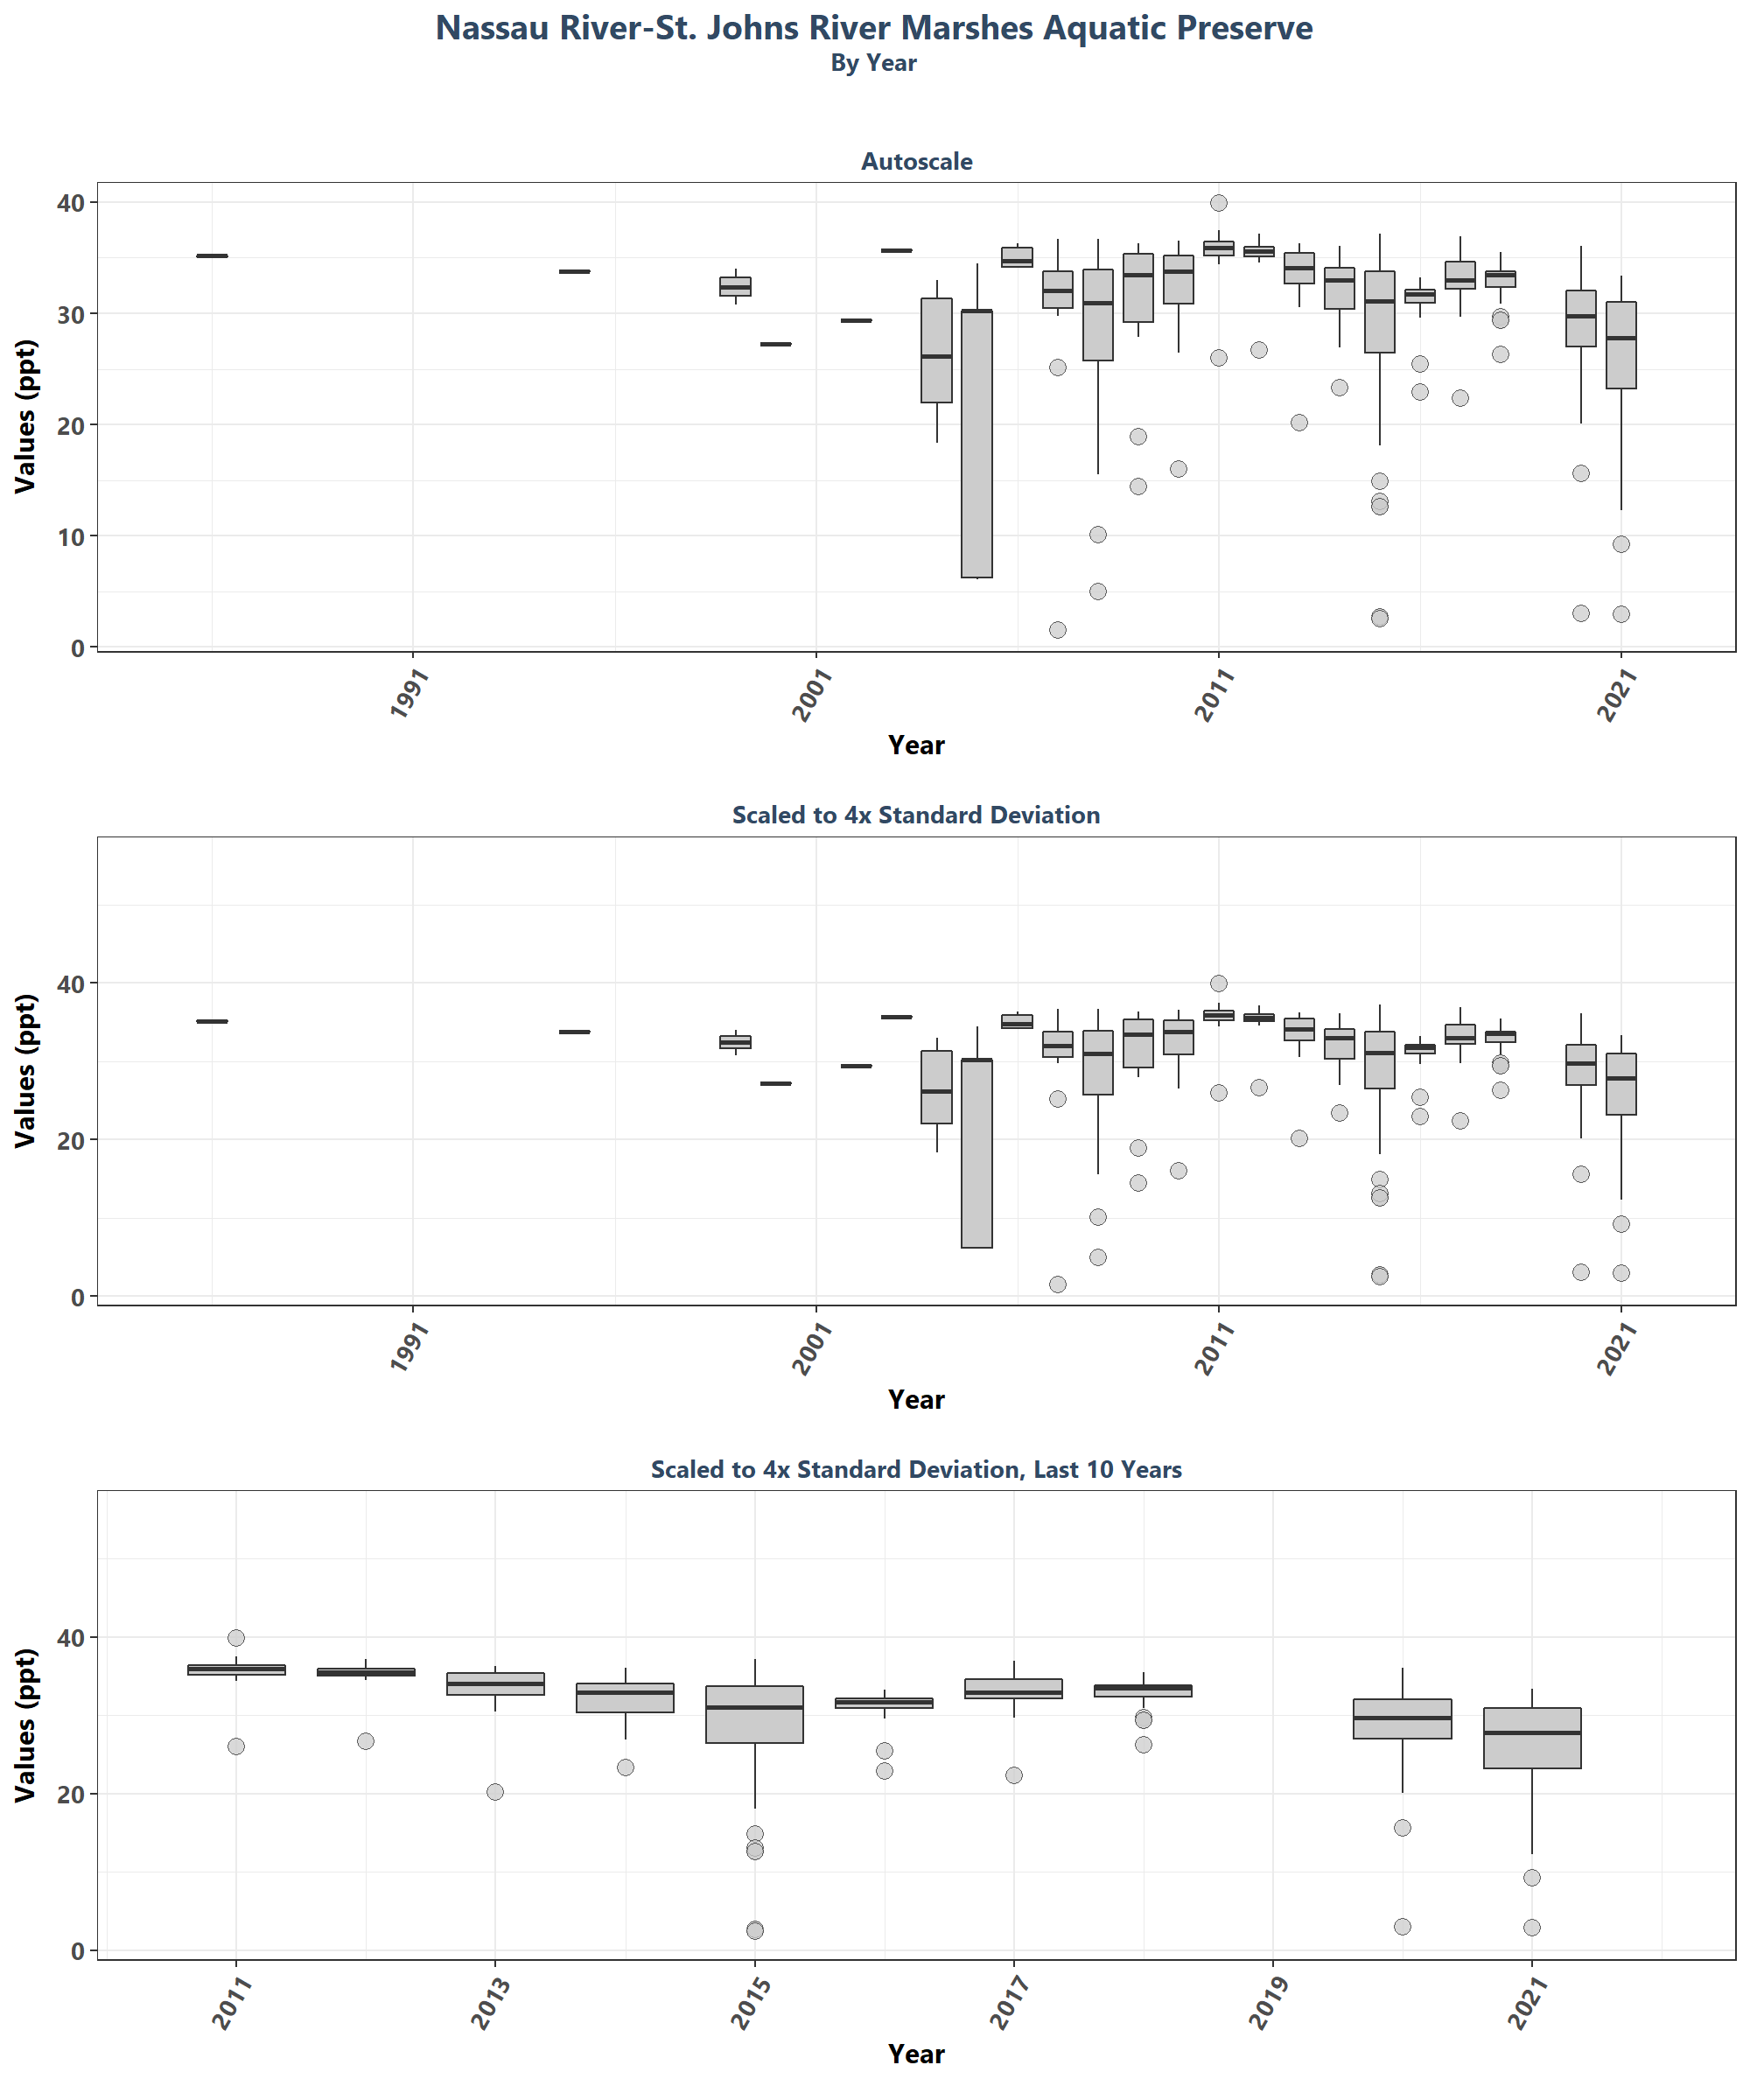 Nassau River-St. Johns River Marshes Aquatic Preserve
By Year
Autoscale
40
30
20
10
0
Values (ppt)
1991
2001
2011
2021
Year
Scaled to 4x Standard Deviation
40
20
0
Values (ppt)
1991
2001
2011
2021
Year
Scaled to 4x Standard Deviation, Last 10 Years
40
20
0
Values (ppt)
2011
2013
2015
2017
2019
2021
Year